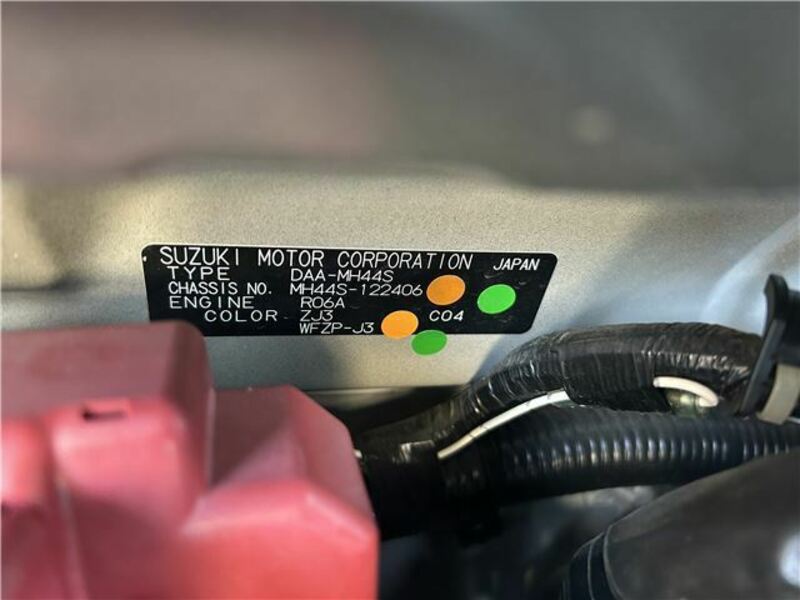 SUZUKI MOTOR CORPORATION JAPAN
TYPE DAA-MH44S
CHASSIS NO. MH44S-122406
ENGINE R06A
COLOR ZJ3 C04
WFZP-J3